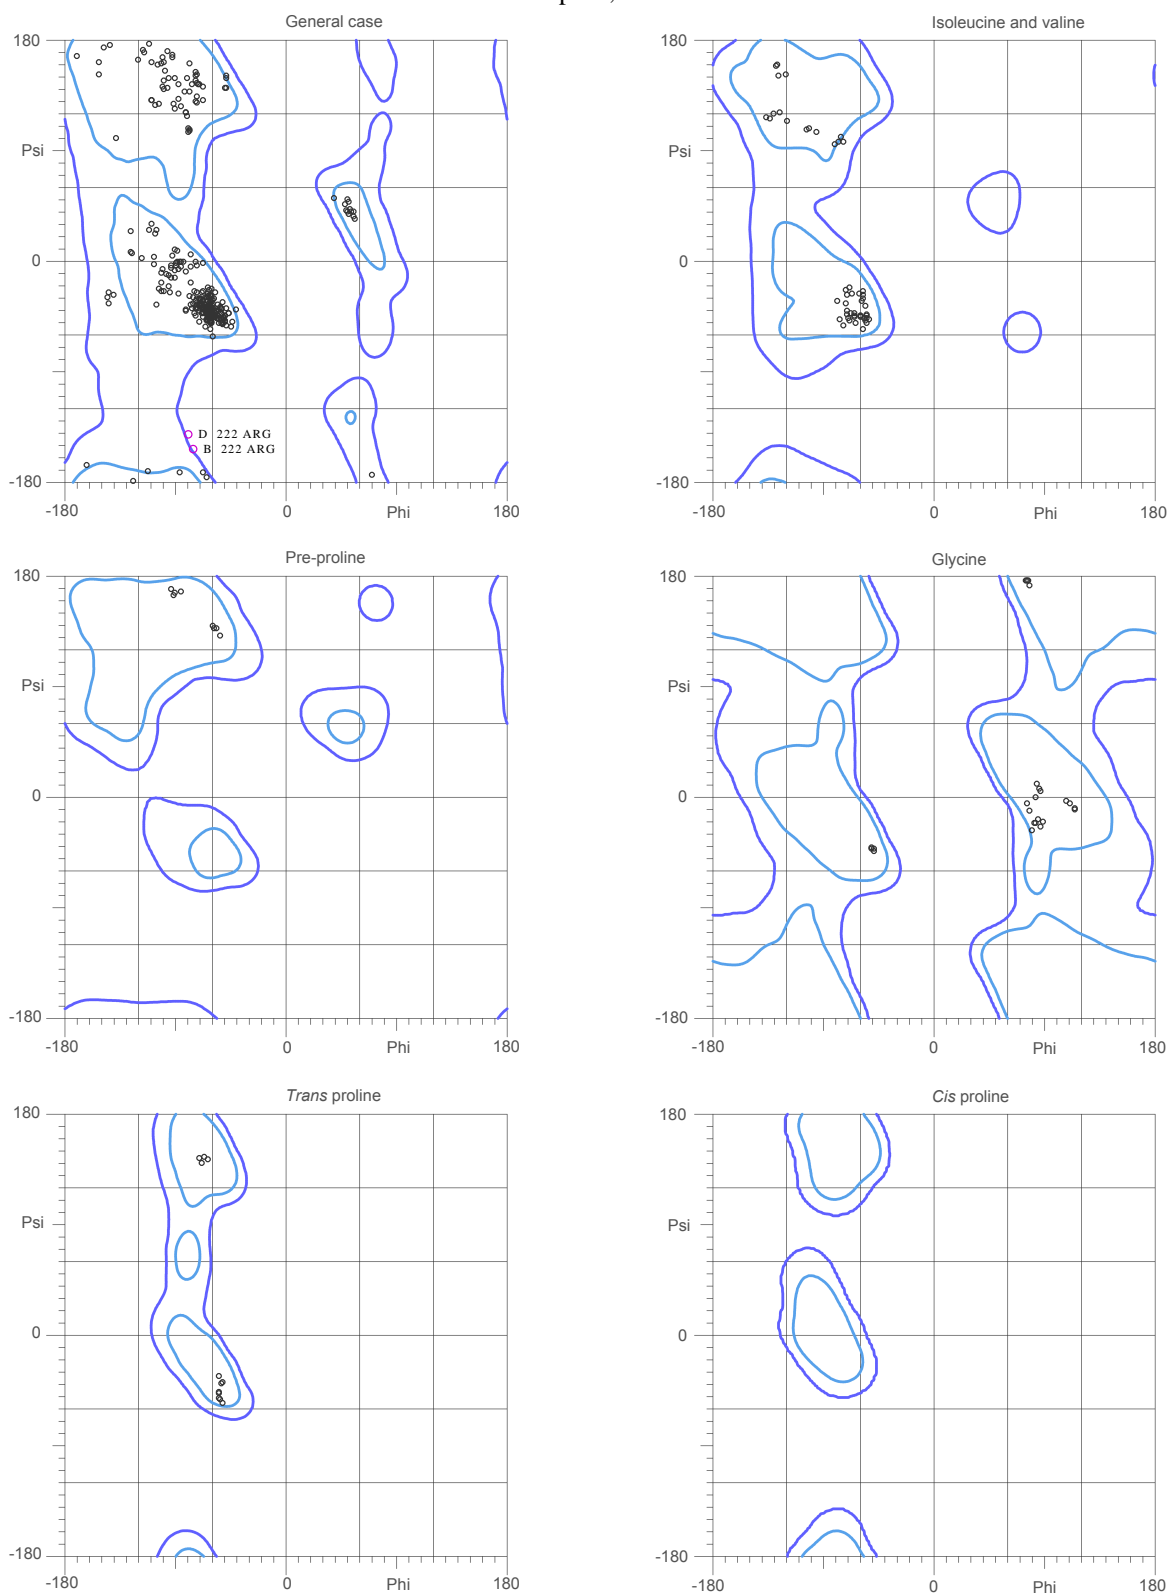 General case
Isoleucine and valine
180
Psi
0
-180
D 222 ARG
B 222 ARG
-180
0
Phi
180
180
Psi
0
-180
-180
0
Phi
180
Pre-proline
Glycine
180
Psi
0
-180
-180
0
Phi
180
180
Psi
0
-180
-180
0
Phi
180
Trans proline
Cis proline
180
Psi
0
-180
-180
0
Phi
180
180
Psi
0
-180
-180
0
Phi
180